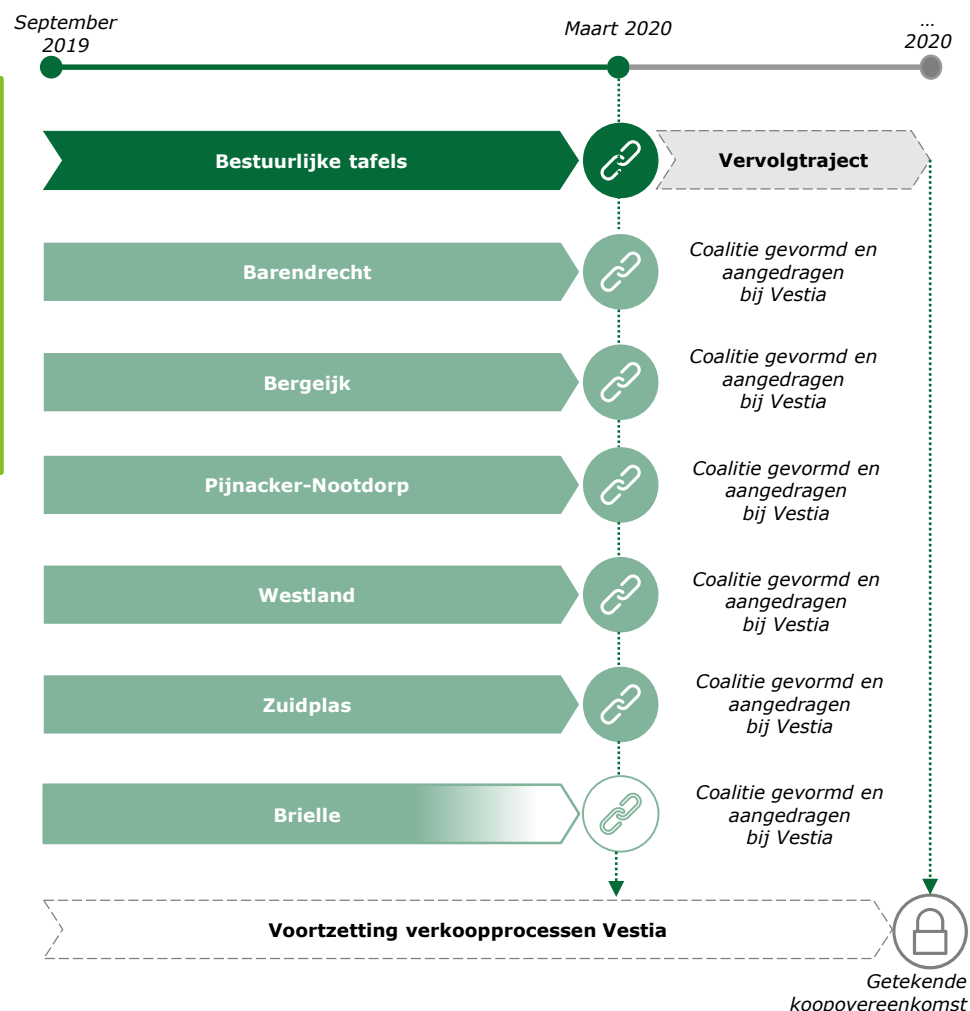 September
2019
Maart 2020
...
2020
Bestuurlijke tafels
Vervolgtraject
Barendrecht
Coalitie gevormd en
aangedragen
bij Vestia
Bergeijk
Coalitie gevormd en
aangedragen
bij Vestia
Pijnacker-Nootdorp
Coalitie gevormd en
aangedragen
bij Vestia
Westland
Coalitie gevormd en
aangedragen
bij Vestia
Zuidplas
Coalitie gevormd en
aangedragen
bij Vestia
Brielle
Coalitie gevormd en
aangedragen
bij Vestia
Voortzetting verkoopprocessen Vestia
Getekende
koopovereenkomst